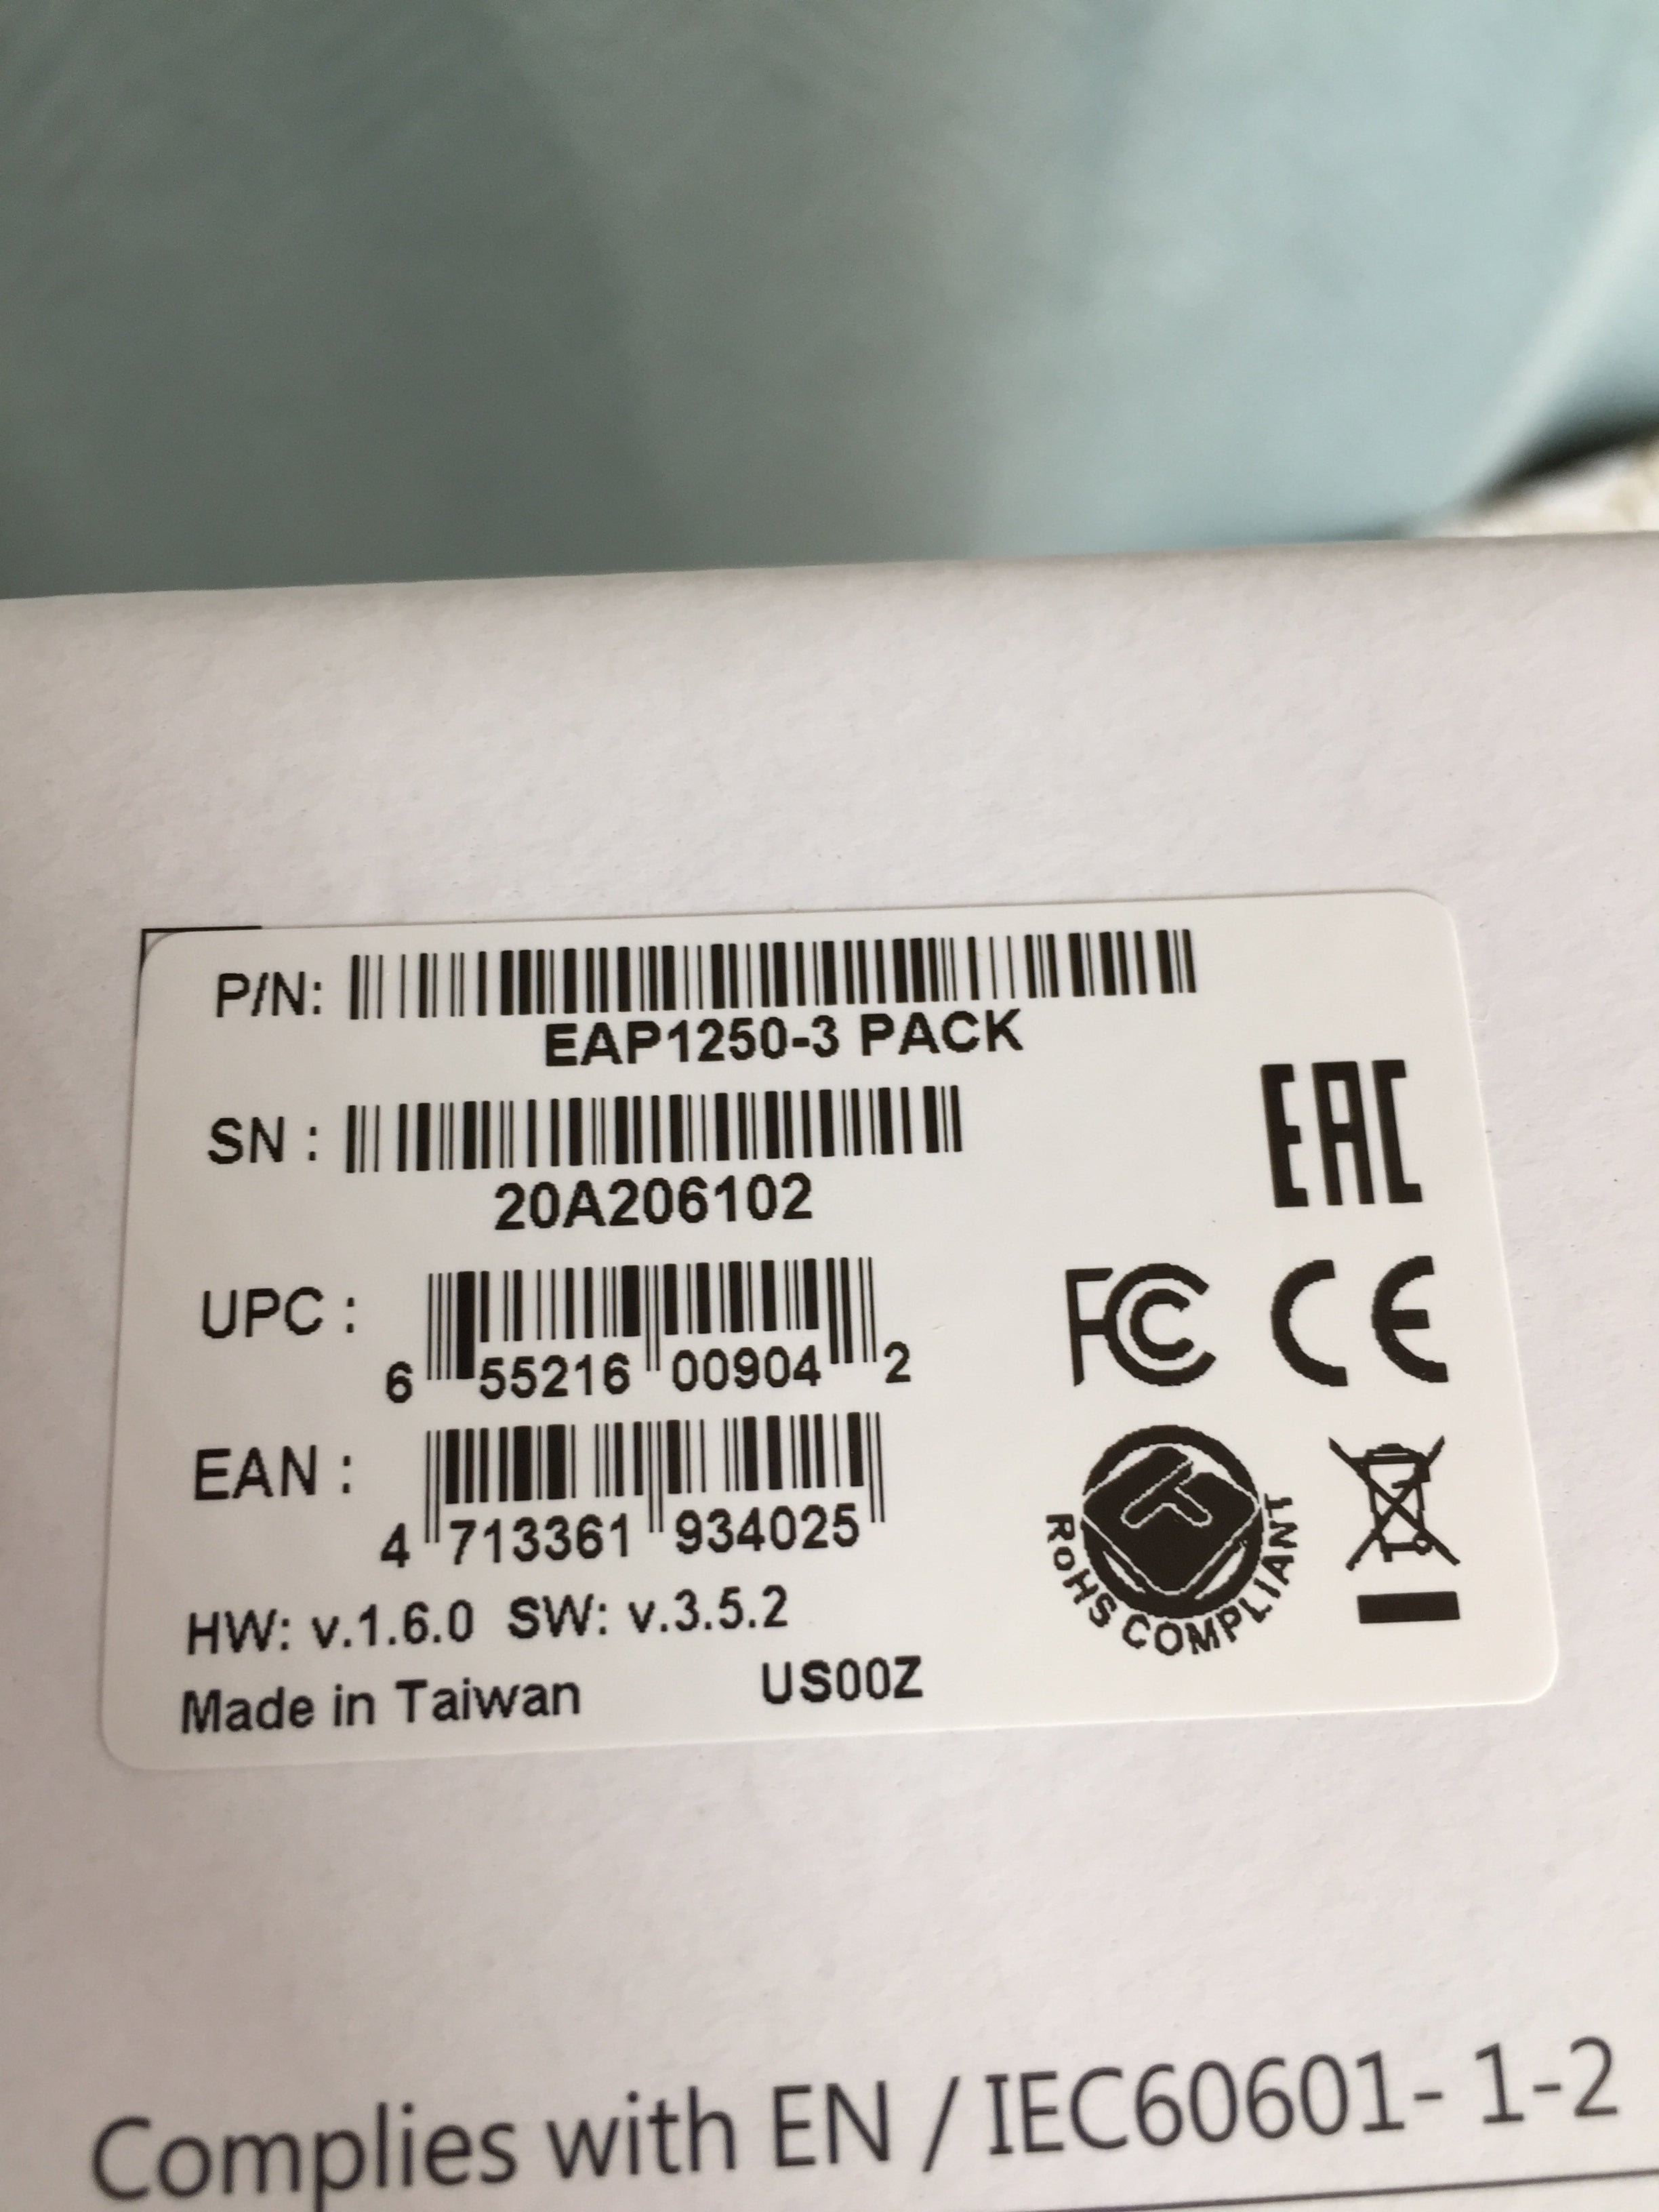 P/N:
EAP1250-3 PACK
SN :
20A206102
UPC :
6 55216 00904 2
EAN :
4 713361 934025
HW: v.1.6.0 SW: v.3.5.2
Made in Taiwan US00Z
EAC
FC CE
RoHS COMPLIANT
Complies with EN / IEC60601- 1-2